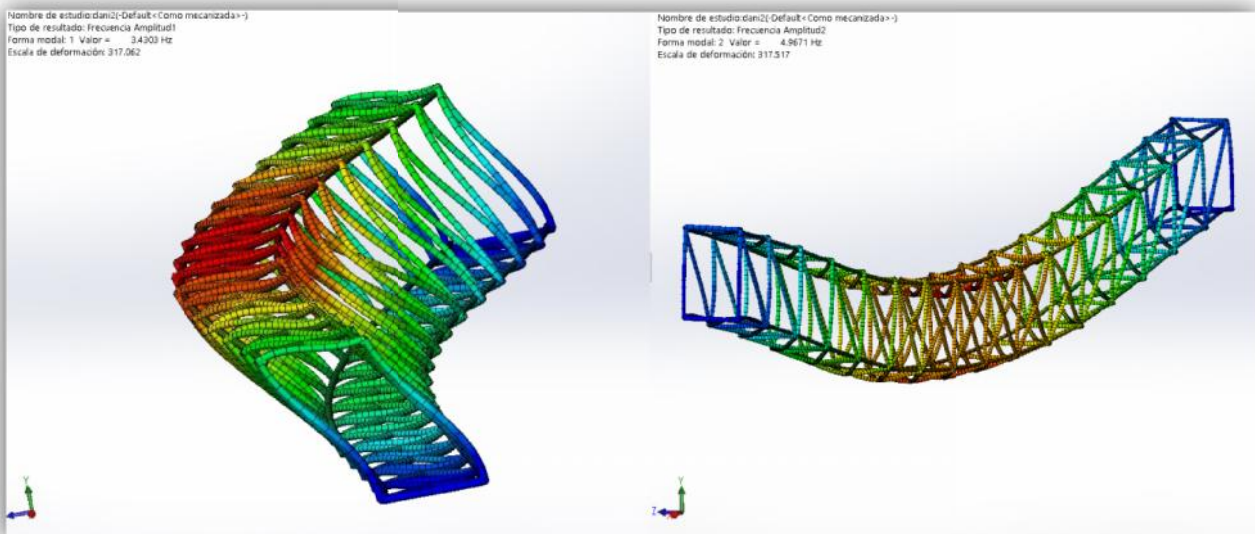 Nombre de estudio:dani2(-Default<Como mecanizada>-)
Tipo de resultado: Frecuencia Amplitud1
Forma modal: 1 Valor = 3.4303 Hz
Escala de deformación: 317.062
Nombre de estudio:dani2(-Default<Como mecanizada>-)
Tipo de resultado: Frecuencia Amplitud2
Forma modal: 2 Valor = 4.9671 Hz
Escala de deformación: 317.517
Y
Y
Z